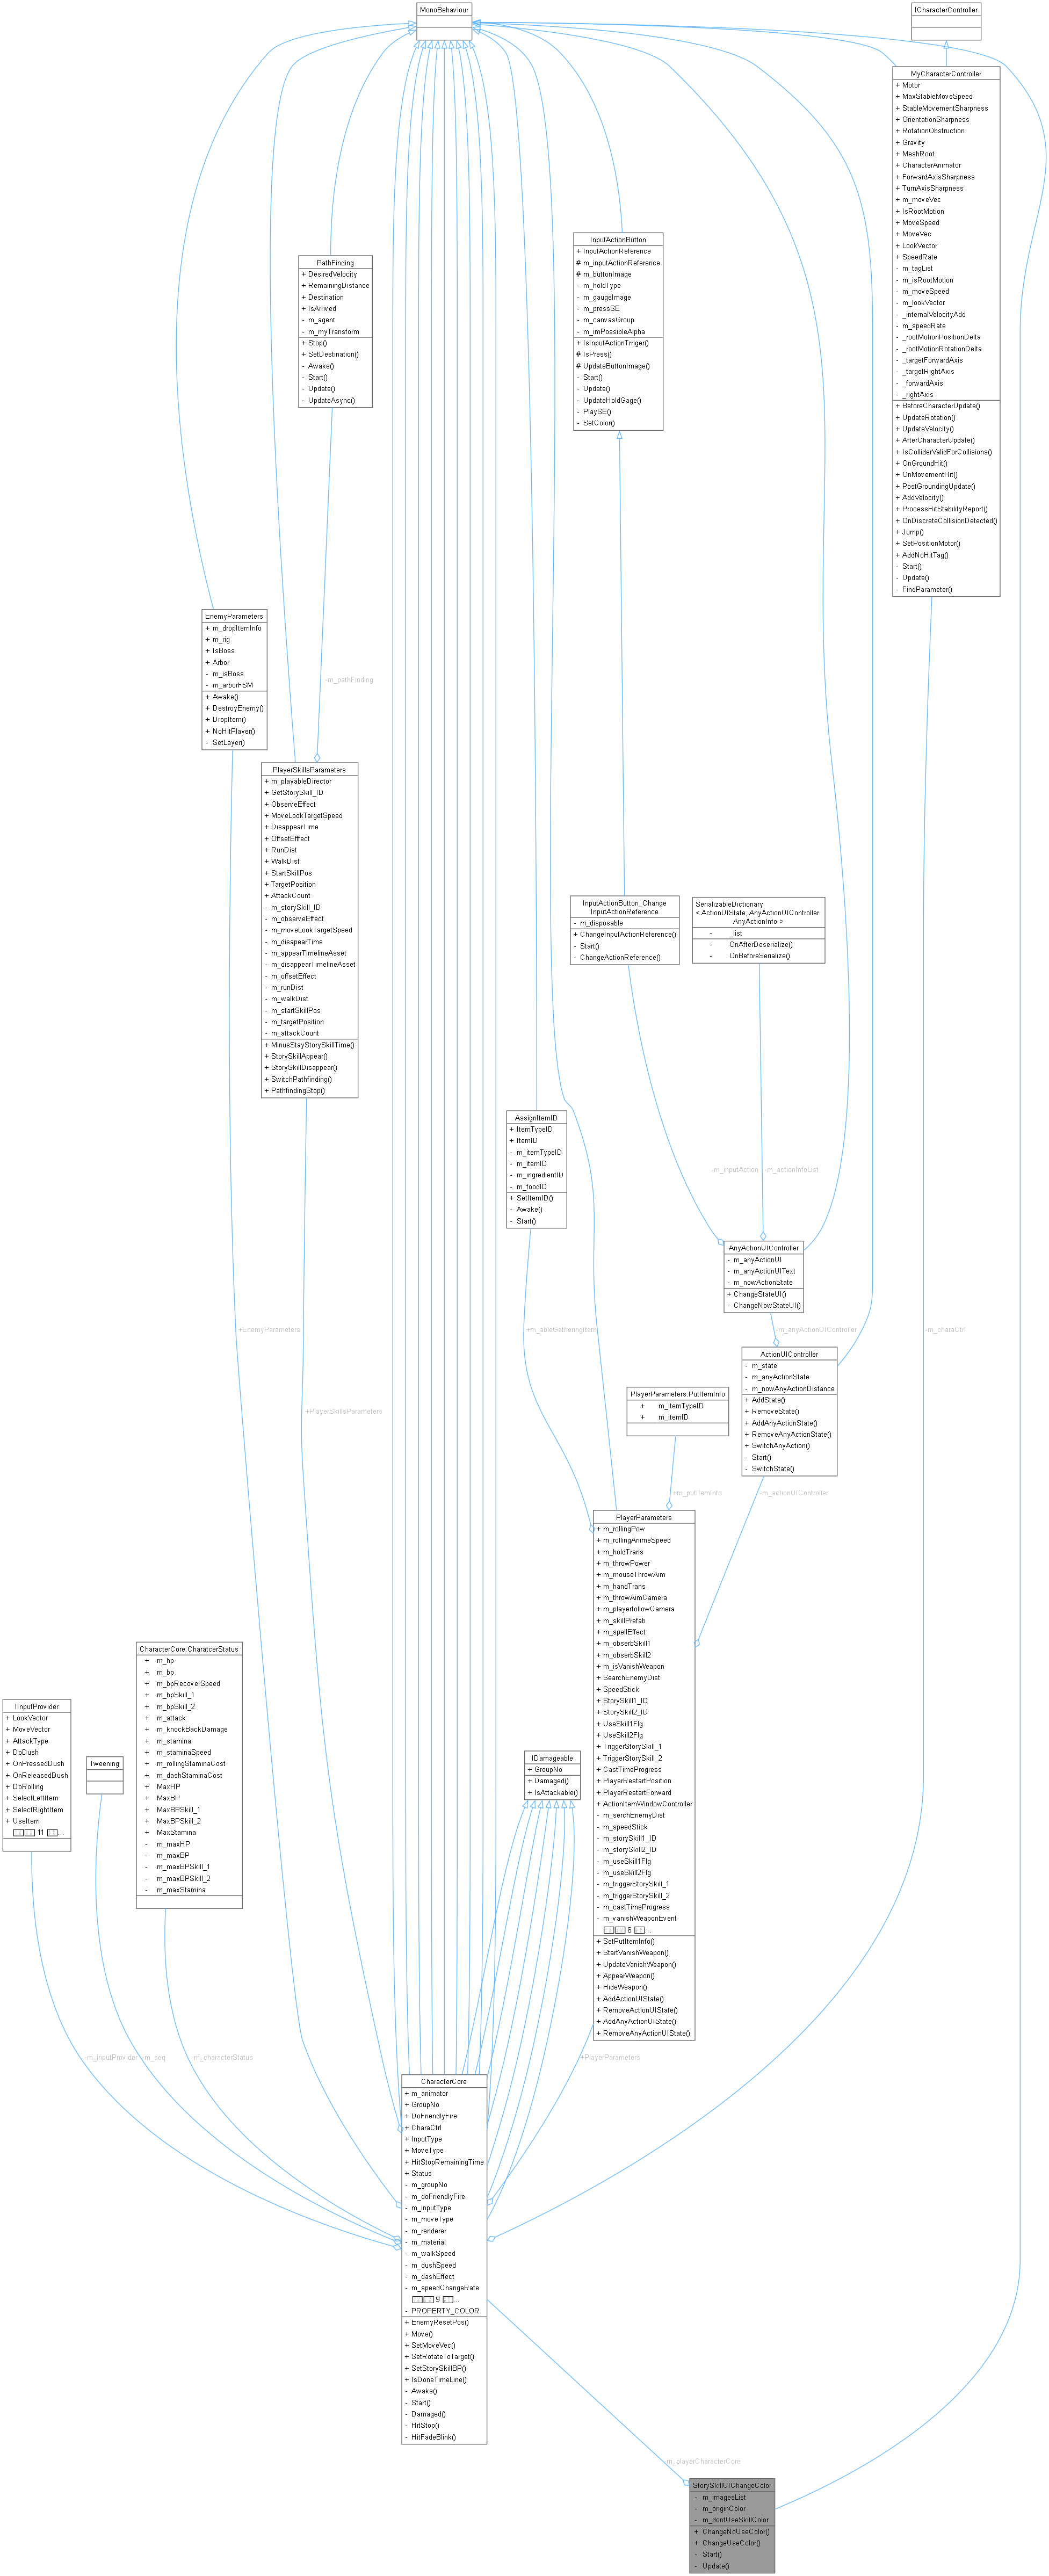 MonoBehaviour
ICharacterController
MyCharacterController
+ Motor
+ MaxStableMoveSpeed
+ StableMovementSharpness
+ OrientationSharpness
+ RotationObstruction
+ Gravity
+ MeshRoot
+ CharacterAnimator
+ ForwardAxisSharpness
+ TurnAxisSharpness
+ m_moveVec
+ IsRootMotion
+ MoveSpeed
+ MoveVec
+ LookVector
+ SpeedRate
- m_tagList
- m_isRootMotion
- m_moveSpeed
- m_lookVector
- _internalVelocityAdd
- m_speedRate
- _rootMotionPositionDelta
- _rootMotionRotationDelta
- _targetForwardAxis
- _targetRightAxis
- _forwardAxis
- _rightAxis
+ BeforeCharacterUpdate()
+ UpdateRotation()
+ UpdateVelocity()
+ AfterCharacterUpdate()
+ IsColliderValidForCollisions()
+ OnGroundHit()
+ OnMovementHit()
+ PostGroundingUpdate()
+ AddVelocity()
+ ProcessHitStabilityReport()
+ OnDiscreteCollisionDetected()
+ Jump()
+ SetPositionMotor()
+ AddNoHitTag()
- Start()
- Update()
- FindParameter()
InputActionButton
+ InputActionReference
# m_inputActionReference
# m_buttonImage
- m_holdType
- m_gaugeImage
- m_pressSE
- m_canvasGroup
- m_imPossibleAlpha
+ IsInputActionTrriger()
# IsPress()
# UpdateButtonImage()
- Start()
- Update()
- UpdateHoldGage()
- PlaySE()
- SetColor()
PathFinding
+ DesiredVelocity
+ RemainingDistance
+ Destination
+ IsArrived
- m_agent
- m_myTransform
+ Stop()
+ SetDestination()
- Awake()
- Start()
- Update()
- UpdateAsync()
EnemyParameters
+ m_dropItemInfo
+ m_rig
+ IsBoss
+ Arbor
- m_isBoss
- m_arborFSM
+ Awake()
+ DestroyEnemy()
+ DropItem()
+ NoHitPlayer()
- SetLayer()
-m_pathFinding
PlayerSkillsParameters
+ m_playableDirector
+ GetStorySkill_ID
+ ObserveEffect
+ MoveLookTargetSpeed
+ DisappearTime
+ OffsetEfffect
+ RunDist
+ WalkDist
+ StartSkillPos
+ TargetPosition
+ AttackCount
- m_storySkill_ID
- m_observeEffect
- m_moveLookTargetSpeed
- m_disapearTime
- m_appearTimelineAsset
- m_disappearTimelineAsset
- m_offsetEffect
- m_runDist
- m_walkDist
- m_startSkillPos
- m_targetPosition
- m_attackCount
+ MinusStayStorySkillTime()
+ StorySkillAppear()
+ StorySkillDisappear()
+ SwitchPathfinding()
+ PathfindingStop()
InputActionButton_Change
InputActionReference
- m_disposable
+ ChangeInputActionReference()
- Start()
- ChangeActionReference()
SerializableDictionary
< ActionUIState, AnyActionUIController.
AnyActionInfo >
- _list
- OnAfterDeserialize()
- OnBeforeSerialize()
AssignItemID
+ ItemTypeID
+ ItemID
- m_itemTypeID
- m_itemID
- m_ingredientID
- m_foodID
+ SetItemID()
- Awake()
- Start()
-m_inputAction
-m_actionInfoList
AnyActionUIController
- m_anyActionUI
- m_anyActionUIText
- m_nowActionState
+ ChangeStateUI()
- ChangeNowStateUI()
+EnemyParameters
+m_ableGatheringItem
-m_anyActionUIController
-m_charaCtrl
ActionUIController
- m_state
- m_anyActionState
- m_nowAnyActionDistance
+ AddState()
+ RemoveState()
+ AddAnyActionState()
+ RemoveAnyActionState()
+ SwitchAnyAction()
- Start()
- SwitchState()
PlayerParameters.PutItemInfo
+ m_itemTypeID
+ m_itemID
+PlayerSkillsParameters
+m_putItemInfo
-m_actionUIController
PlayerParameters
+ m_rollingPow
+ m_rollingAnimeSpeed
+ m_holdTrans
+ m_throwPower
+ m_mouseThrowAim
+ m_handTrans
+ m_throwAimCamera
+ m_playerfollowCamera
+ m_skillPrefab
+ m_spellEffect
+ m_obserbSkill1
+ m_obserbSkill2
+ m_isVanishWeapon
+ SearchEnemyDist
+ SpeedStick
+ StorySkill1_ID
+ StorySkill2_ID
+ UseSkill1Flg
+ UseSkill2Flg
+ TriggerStorySkill_1
+ TriggerStorySkill_2
+ CastTimeProgress
+ PlayerRestartPosition
+ PlayerRestartForward
+ ActionItemWindowController
- m_serchEnemyDist
- m_speedStick
- m_storySkill1_ID
- m_storySkill2_ID
- m_useSkill1Flg
- m_useSkill2Flg
- m_triggerStorySkill_1
- m_triggerStorySkill_2
- m_castTimeProgress
- m_vanishWeaponEvent
6 ...
+ SetPutItemInfo()
+ StartVanishWeapon()
+ UpdateVanishWeapon()
+ AppearWeapon()
+ HideWeapon()
+ AddActionUIState()
+ RemoveActionUIState()
+ AddAnyActionUIState()
+ RemoveAnyActionUIState()
CharacterCore.CharatcerStatus
+ m_hp
+ m_bp
+ m_bpRecoverSpeed
+ m_bpSkill_1
+ m_bpSkill_2
+ m_attack
+ m_knockBackDamage
+ m_stamina
+ m_staminaSpeed
+ m_rollingStaminaCost
+ m_dashStaminaCost
+ MaxHP
+ MaxBP
+ MaxBPSkill_1
+ MaxBPSkill_2
+ MaxStamina
- m_maxHP
- m_maxBP
- m_maxBPSkill_1
- m_maxBPSkill_2
- m_maxStamina
IInputProvider
+ LookVector
+ MoveVector
+ AttackType
+ DoDush
+ OnPressedDush
+ OnReleasedDush
+ DoRolling
+ SelectLeftItem
+ SelectRightItem
+ UseItem
11 ...
Tweening
IDamageable
+ GroupNo
+ Damaged()
+ IsAttackable()
-m_inputProvider
-m_seq
-m_characterStatus
+PlayerParameters
CharacterCore
+ m_animator
+ GroupNo
+ DoFriendlyFire
+ CharaCtrl
+ InputType
+ MoveType
+ HitStopRemainingTime
+ Status
- m_groupNo
- m_doFriendlyFire
- m_inputType
- m_moveType
- m_renderer
- m_material
- m_walkSpeed
- m_dushSpeed
- m_dashEffect
- m_speedChangeRate
9 ...
- PROPERTY_COLOR
+ EnemyResetPos()
+ Move()
+ SetMoveVec()
+ SetRotateToTarget()
+ SetStorySkillBP()
+ IsDoneTimeLine()
- Awake()
- Start()
- Damaged()
- HitStop()
- HitFadeBlink()
-m_playerCharacterCore
StorySkillUIChangeColor
- m_imagesList
- m_originColor
- m_dontUseSkillColor
+ ChangeNoUseColor()
+ ChangeUseColor()
- Start()
- Update()